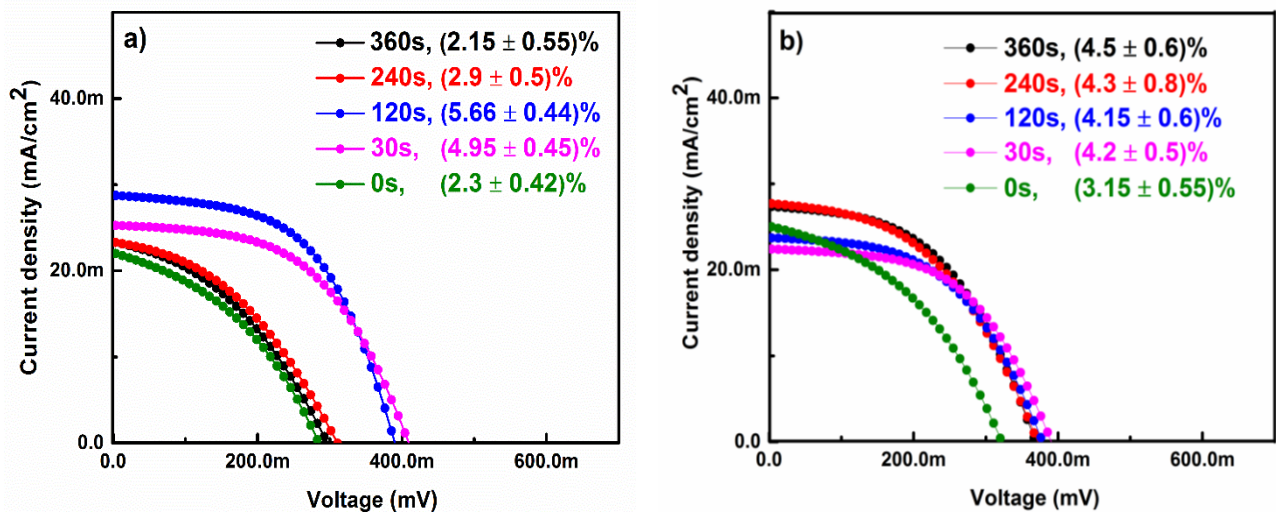 a)
360s, (2.15 ± 0.55)%
240s, (2.9 ± 0.5)%
120s, (5.66 ± 0.44)%
30s, (4.95 ± 0.45)%
0s, (2.3 ± 0.42)%
Current density (mA/cm²)
40.0m
20.0m
0.0
0.0 200.0m 400.0m 600.0m
Voltage (mV)
b)
360s, (4.5 ± 0.6)%
240s, (4.3 ± 0.8)%
120s, (4.15 ± 0.6)%
30s, (4.2 ± 0.5)%
0s, (3.15 ± 0.55)%
Current density (mA/cm²)
40.0m
20.0m
0.0
0.0 200.0m 400.0m 600.0m
Voltage (mV)